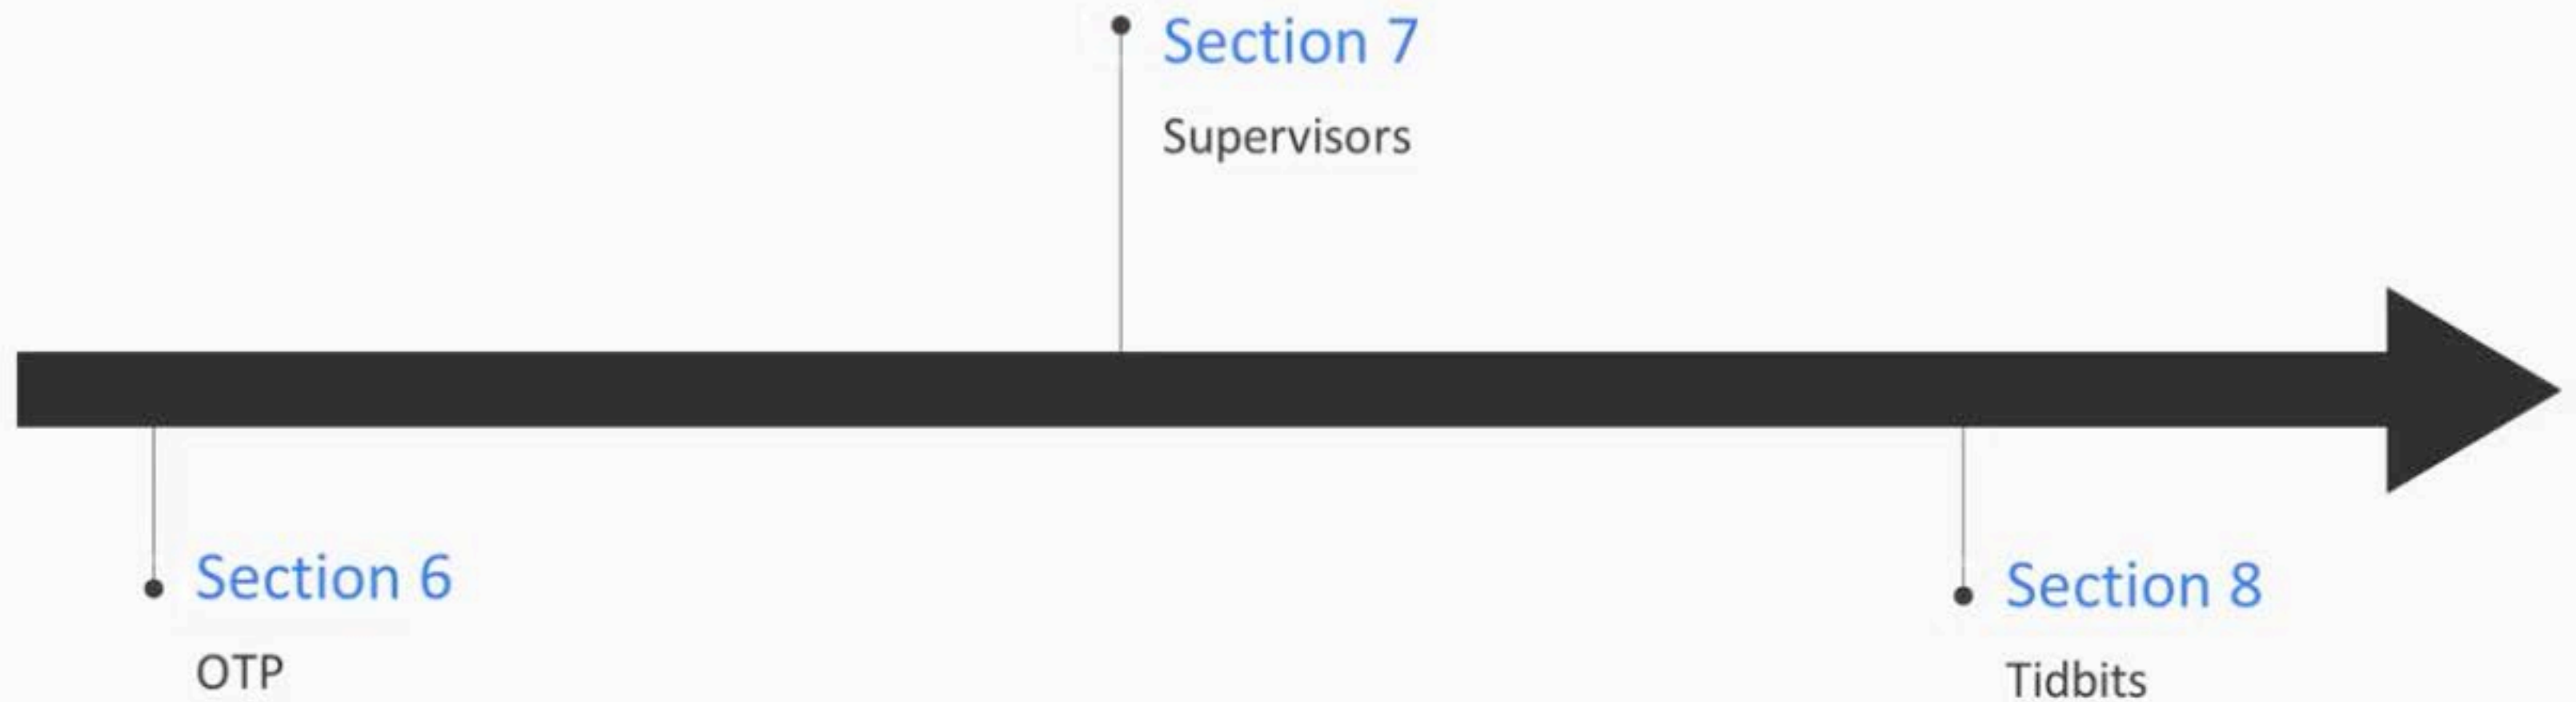 Section 7
Supervisors
Section 6
OTP
Section 8
Tidbits